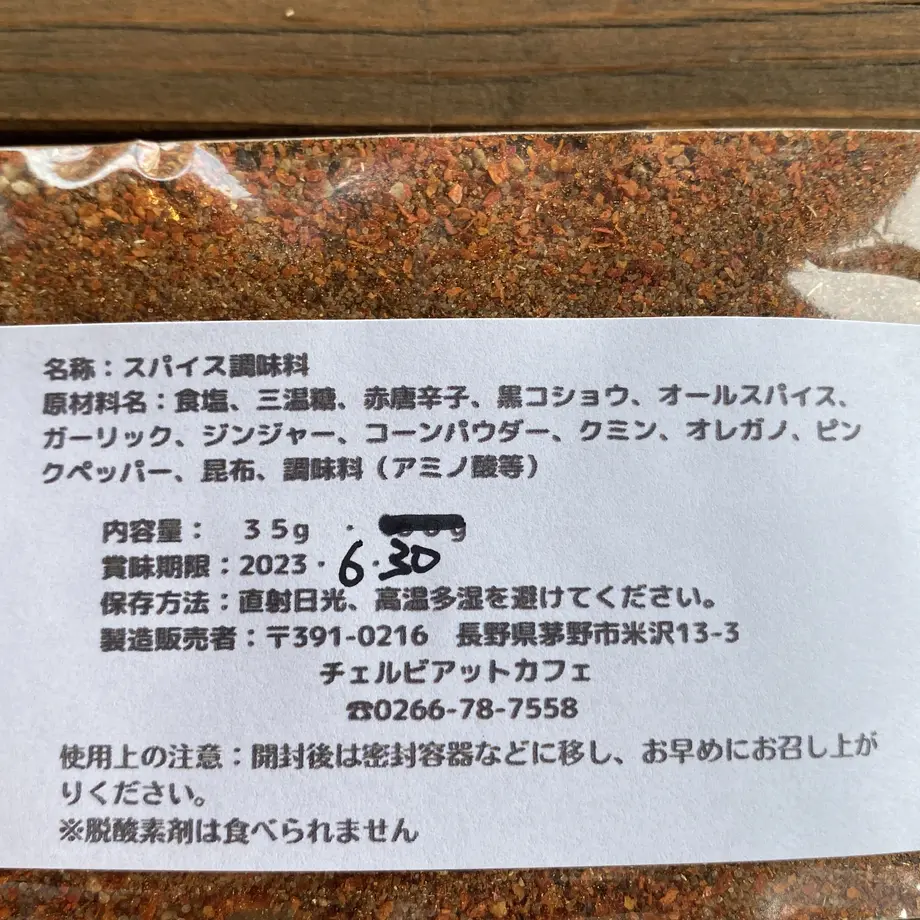 名称：スパイス調味料
原材料名：食塩、三温糖、赤唐辛子、黒コショウ、オールスパイス、
ガーリック、ジンジャー、コーンパウダー、クミン、オレガノ、ピン
クペッパー、昆布、調味料（アミノ酸等）
内容量： ３５g ・
賞味期限：2023・6・30
保存方法：直射日光、高温多湿を避けてください。
製造販売者：〒391-0216 長野県茅野市米沢13-3
チェルビアットカフェ
☎0266-78-7558
使用上の注意：開封後は密封容器などに移し、お早めにお召し上が
りください。
※脱酸素剤は食べられません